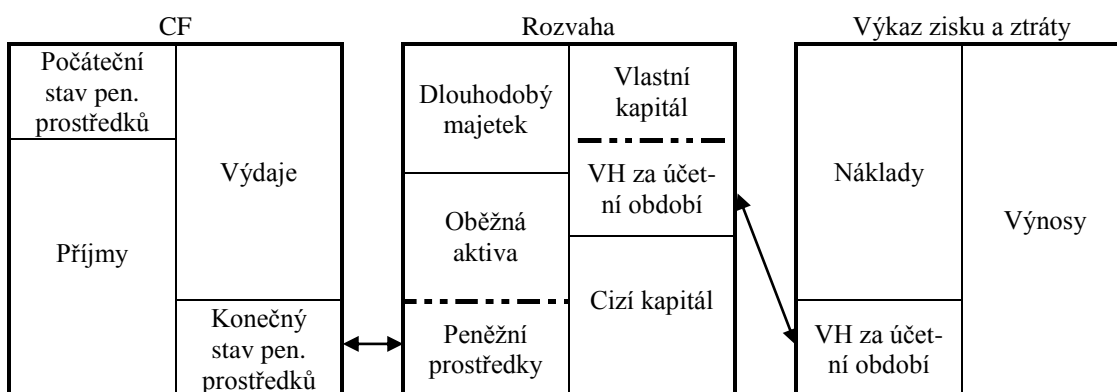 CF
Počáteční
stav pen.
prostředků
Příjmy
Výdaje
Konečný
stav pen.
prostředků
Rozvaha
Dlouhodobý
majetek
Oběžná
aktiva
Peněžní
prostředky
Vlastní
kapitál
VH za účet-
ní období
Cizí kapitál
Výkaz zisku a ztráty
Náklady
VH za účet-
ní období
Výnosy